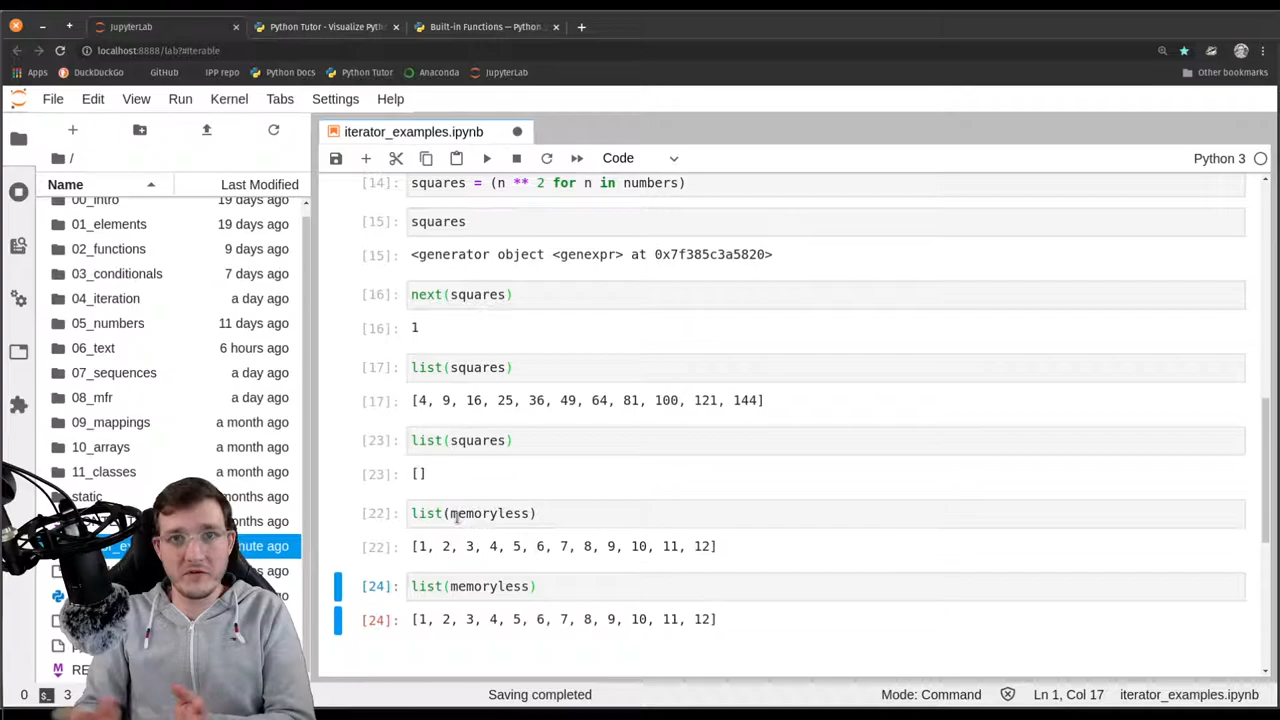 JupyterLab
Python Tutor - Visualize Pyth
Built-in Functions — Python
localhost:8888/lab?#Iterable
Apps
DuckDuckGo
GitHub
IPP repo
Python Docs
Python Tutor
Anaconda
JupyterLab
Other bookmarks
File Edit View Run Kernel Tabs Settings Help
/
Name Last Modified
00_intro 19 days ago
01_elements 19 days ago
02_functions 9 days ago
03_conditionals 7 days ago
04_iteration a day ago
05_numbers 11 days ago
06_text 6 hours ago
07_sequences a day ago
08_mfr a day ago
09_mappings a month ago
10_arrays a month ago
11_classes a month ago
static months ago
minute ago
iterator_examples.ipynb
Code
Python 3
[14]: squares = (n ** 2 for n in numbers)
[15]: squares
[15]: <generator object <genexpr> at 0x7f385c3a5820>
[16]: next(squares)
[16]: 1
[17]: list(squares)
[17]: [4, 9, 16, 25, 36, 49, 64, 81, 100, 121, 144]
[23]: list(squares)
[23]: []
[22]: list(memoryless)
[22]: [1, 2, 3, 4, 5, 6, 7, 8, 9, 10, 11, 12]
[24]: list(memoryless)
[24]: [1, 2, 3, 4, 5, 6, 7, 8, 9, 10, 11, 12]
0 $_ 3
Saving completed
Mode: Command
Ln 1, Col 17
iterator_examples.ipynb